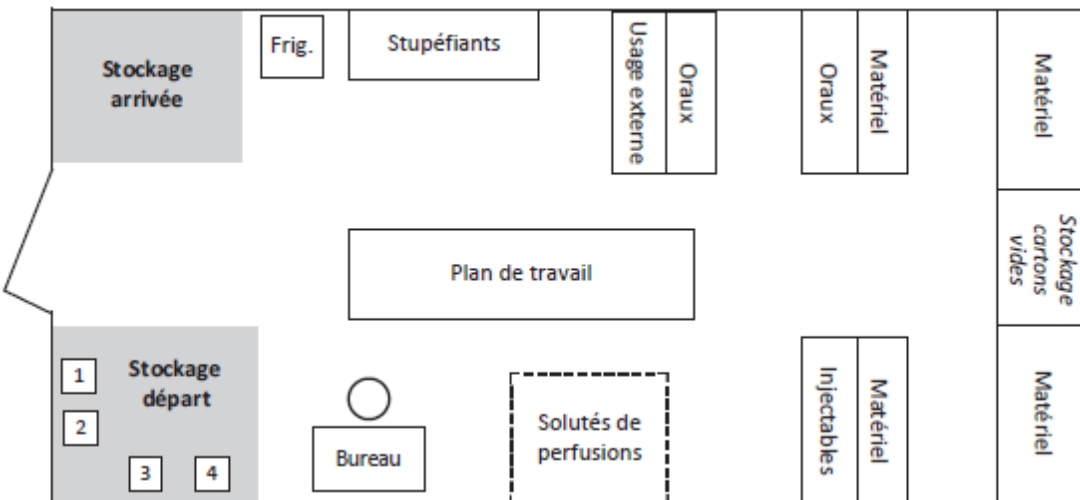 Stockage
arrivée
Frig.
Stupéfiants
Usage externe
Oraux
Oraux
Matériel
Matériel
Plan de travail
Stockage
cartons
vides
1
2
Stockage
départ
3
4
Bureau
Solutés de
perfusions
Injectables
Matériel
Matériel